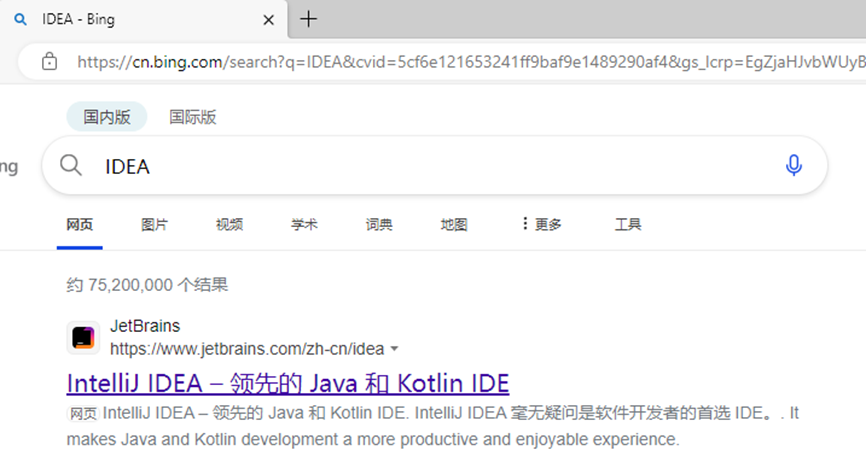 IDEA - Bing
https://cn.bing.com/search?q=IDEA&cvid=5cf6e121653241ff9baf9e1489290af4&gs_lcrp=EgZjaHJvbWUyB
国内版 国际版
ng IDEA
网页 图片 视频 学术 词典 地图 更多 工具
约 75,200,000 个结果
JetBrains
https://www.jetbrains.com/zh-cn/idea
IntelliJ IDEA – 领先的 Java 和 Kotlin IDE
网页 IntelliJ IDEA – 领先的 Java 和 Kotlin IDE. IntelliJ IDEA 毫无疑问是软件开发者的首选 IDE。. It
makes Java and Kotlin development a more productive and enjoyable experience.